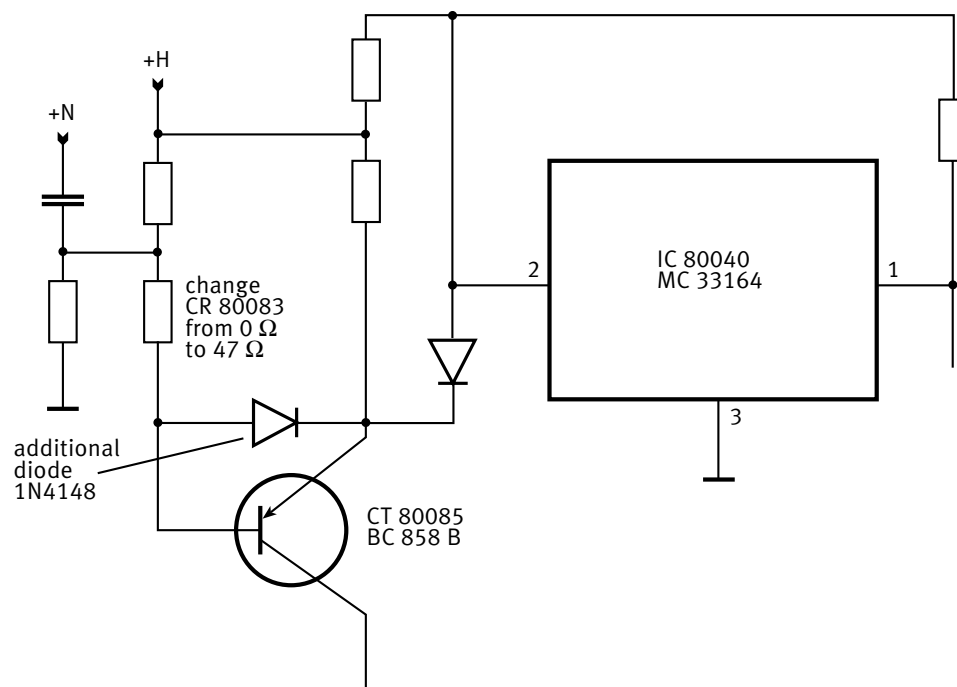 +H
+N
change
CR 80083
from 0 Ω
to 47 Ω
2
IC 80040
MC 33164
1
3
additional
diode
1N4148
CT 80085
BC 858 B